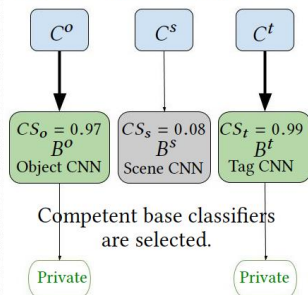 C^o C^s C^t
CS_o = 0.97 CS_s = 0.08 CS_t = 0.99
B^o B^s B^t
Object CNN Scene CNN Tag CNN
Competent base classifiers
are selected.
Private Private